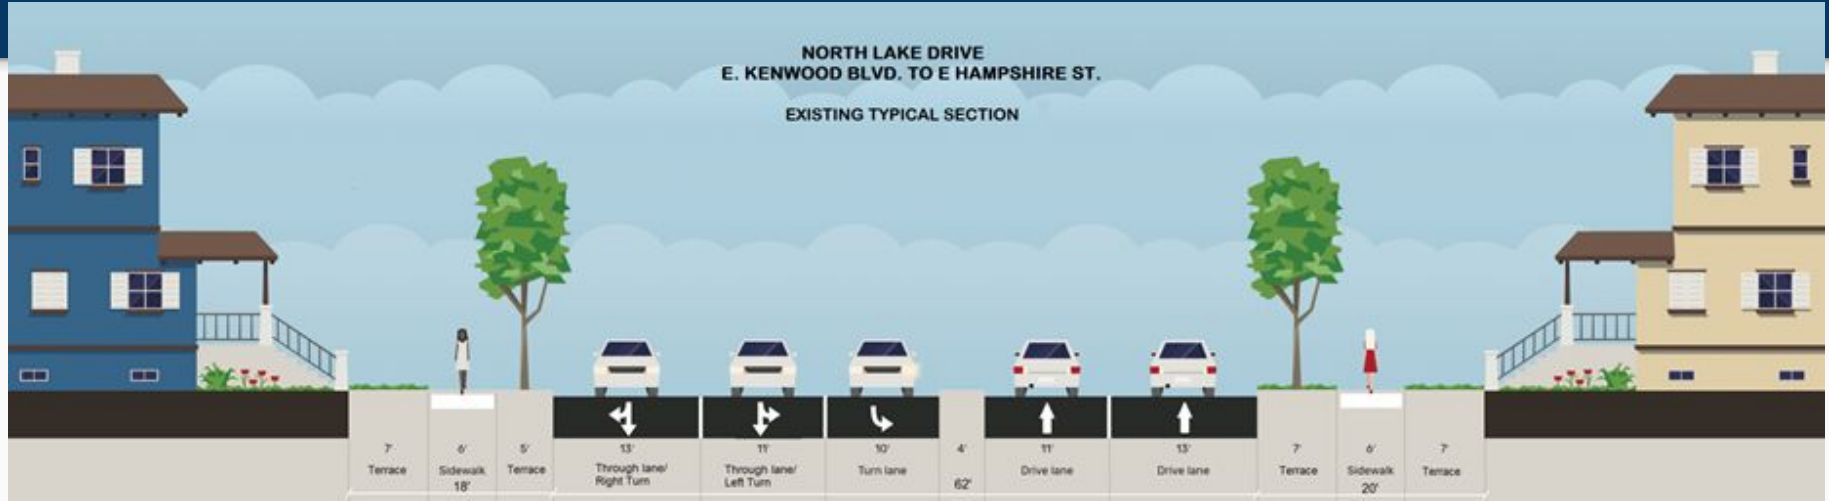 NORTH LAKE DRIVE
E. KENWOOD BLVD. TO E HAMPSHIRE ST.
EXISTING TYPICAL SECTION
7' 6' 5' 13' 11' 10' 4' 11' 13' 7' 6' 7'
Terrace Sidewalk Terrace Through lane/ Through lane/ Turn lane Drive lane Drive lane Terrace Sidewalk Terrace
Right Turn Left Turn
18' 62' 20'